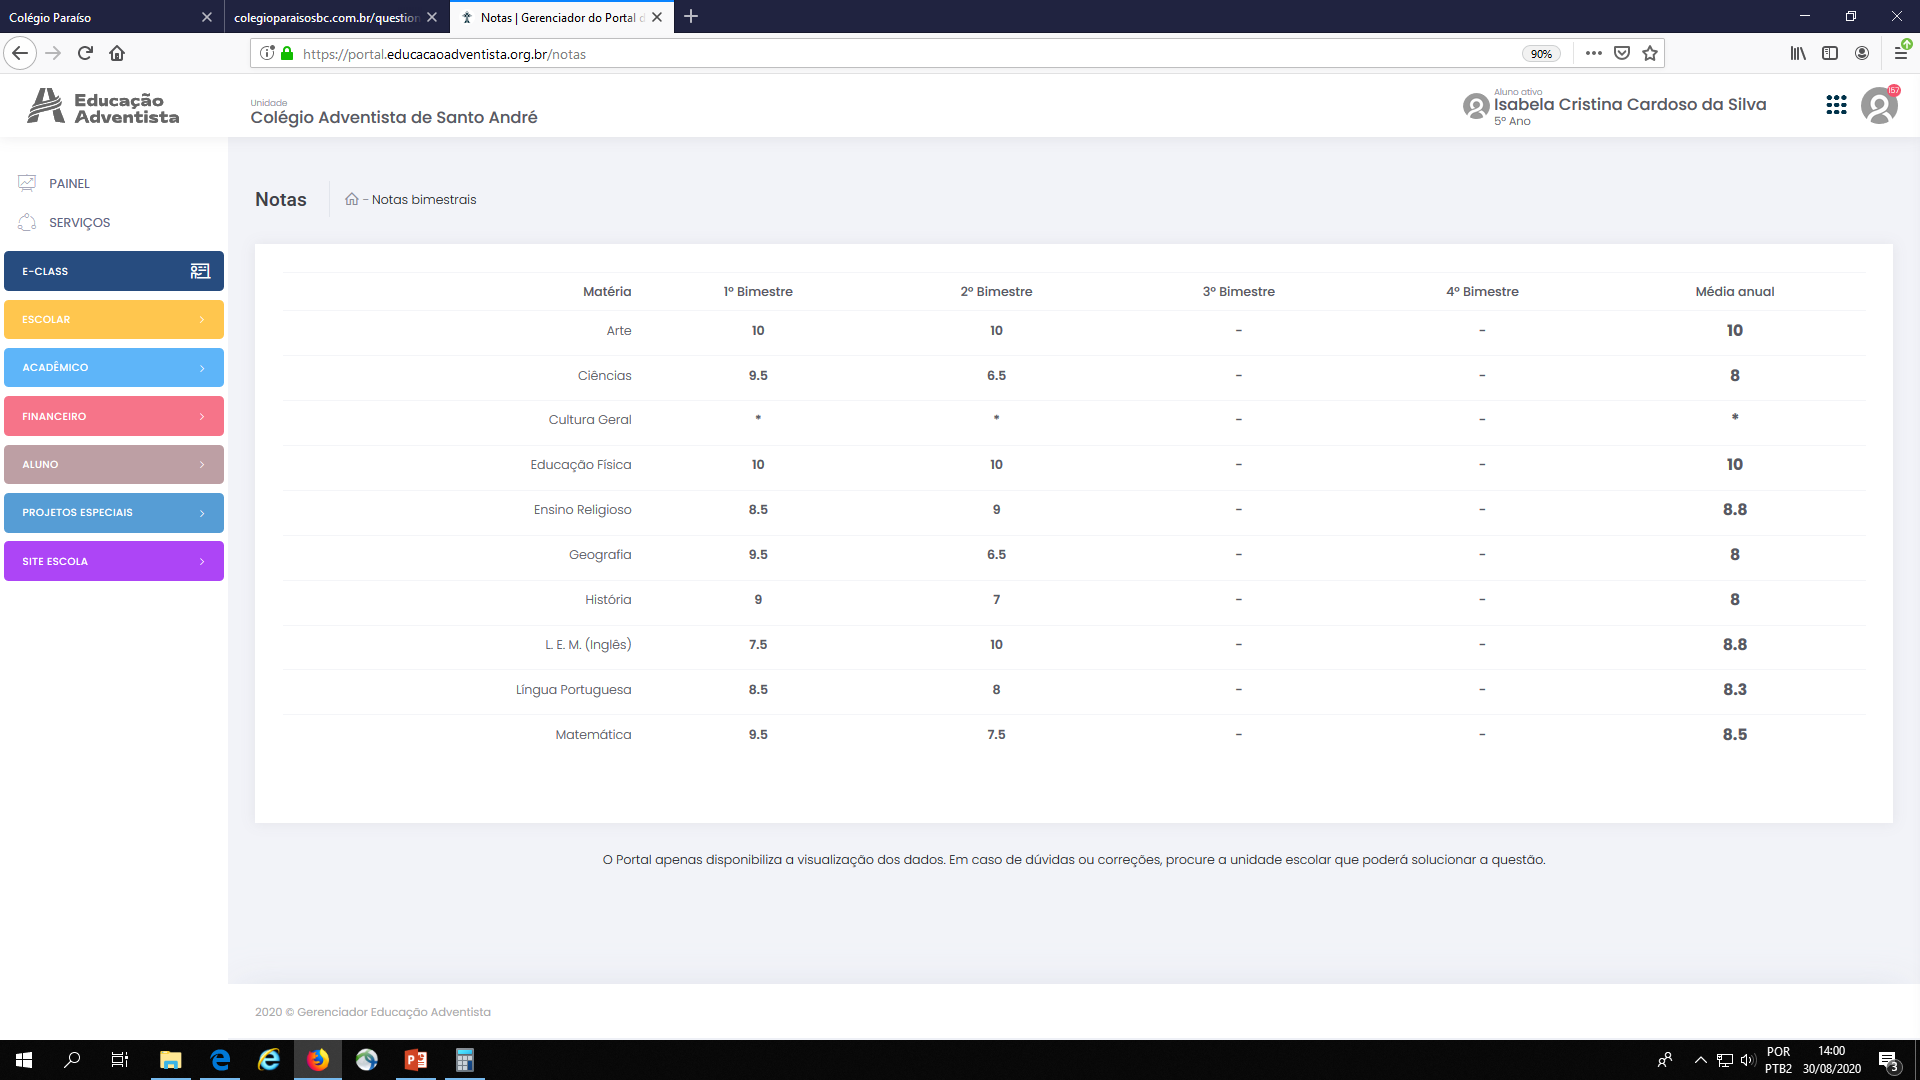 Colégio Paraíso
colegioparaisosbc.com.br/question
Notas | Gerenciador do Portal d
https://portal.educacaoadventista.org.br/notas
90%
Educação
Adventista
Unidade
Colégio Adventista de Santo André
Aluno ativo
Isabela Cristina Cardoso da Silva
5º Ano
157
PAINEL
SERVIÇOS
E-CLASS
ESCOLAR
ACADÊMICO
FINANCEIRO
ALUNO
PROJETOS ESPECIAIS
SITE ESCOLA
Notas
- Notas bimestrais
Matéria 1º Bimestre 2º Bimestre 3º Bimestre 4º Bimestre Média anual
Arte 10 10 - - 10
Ciências 9.5 6.5 - - 8
Cultura Geral * * - - *
Educação Física 10 10 - - 10
Ensino Religioso 8.5 9 - - 8.8
Geografia 9.5 6.5 - - 8
História 9 7 - - 8
L. E. M. (Inglês) 7.5 10 - - 8.8
Língua Portuguesa 8.5 8 - - 8.3
Matemática 9.5 7.5 - - 8.5
O Portal apenas disponibiliza a visualização dos dados. Em caso de dúvidas ou correções, procure a unidade escolar que poderá solucionar a questão.
2020 © Gerenciador Educação Adventista
POR
PTB2
14:00
30/08/2020
3